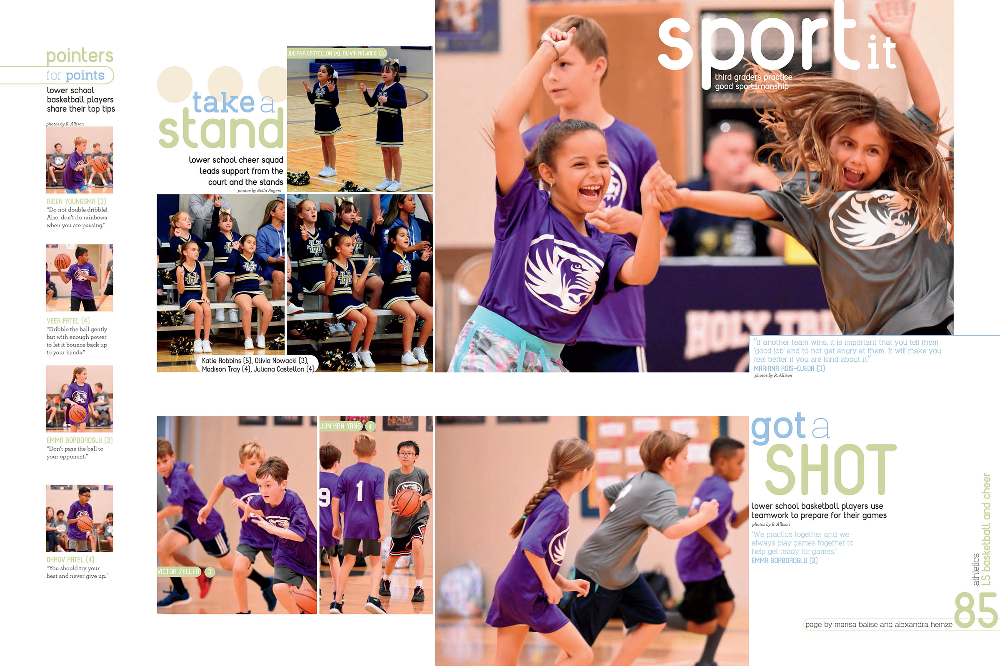 pointers
for points
lower school
basketball players
share their top tips
photos by R. Allison
AIDEN YOUNGSMA (3)
“Do not double dribble!
Also, don’t do rainbows
when you are passing."
VEER PATEL (4)
“Dribble the ball gently
but with enough power
to let it bounce back up
to your hands."
EMMA BORBOROGLU (3)
“Don’t pass the ball to
your opponent."
DHRUV PATEL (4)
“You should try your
best and never give up."
take a
stand
lower school cheer squad
leads support from the
court and the stands
photos by Bella Rogers
JULIANA CASTELLON (4), OLIVIA NOWACKI (3)
Katie Robbins (5), Olivia Nowacki (3),
Madison Tray (4), Juliana Castellon (4)
sport it
third graders practice
good sportsmanship
HOLY TRI
"If another team wins, it is important that you tell them
'good job' and to not get angry at them. It will make you
feel better if you are kind about it."
MARIANA ROIS-OJEDA (3)
photos by R. Allison
VICTOR ZELLER 3
JUN HAN YANG 4
9
1
2
got a
SHOT
lower school basketball players use
teamwork to prepare for their games
photos by R. Allison
"We practice together and we
always play games together to
help get ready for games."
EMMA BORBOROGLU (3)
athletics
LS basketball and cheer
85
page by marisa balise and alexandra heinze